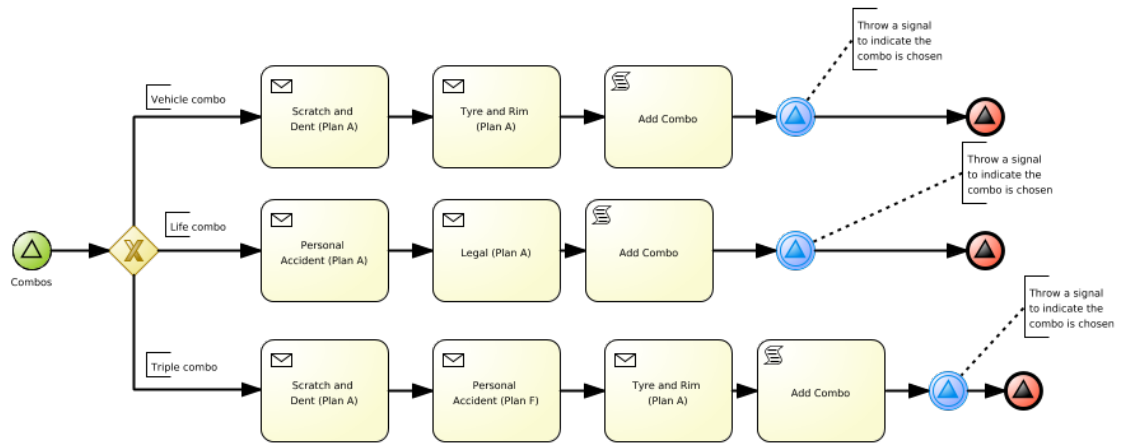 Throw a signal
to indicate the
combo is chosen
Vehicle combo
Scratch and
Dent (Plan A)
Tyre and Rim
(Plan A)
Add Combo
Throw a signal
to indicate the
combo is chosen
Life combo
Personal
Accident (Plan A)
Legal (Plan A)
Add Combo
Combos
Throw a signal
to indicate the
combo is chosen
Triple combo
Scratch and
Dent (Plan A)
Personal
Accident (Plan F)
Tyre and Rim
(Plan A)
Add Combo